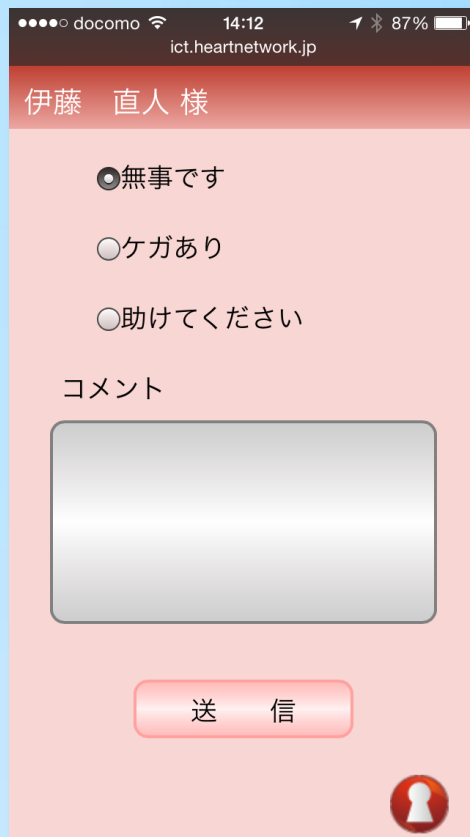 ●●●●○ docomo 14:12 87%
ict.heartnetwork.jp
伊藤　直人 様
無事です
ケガあり
助けてください
コメント
送　信